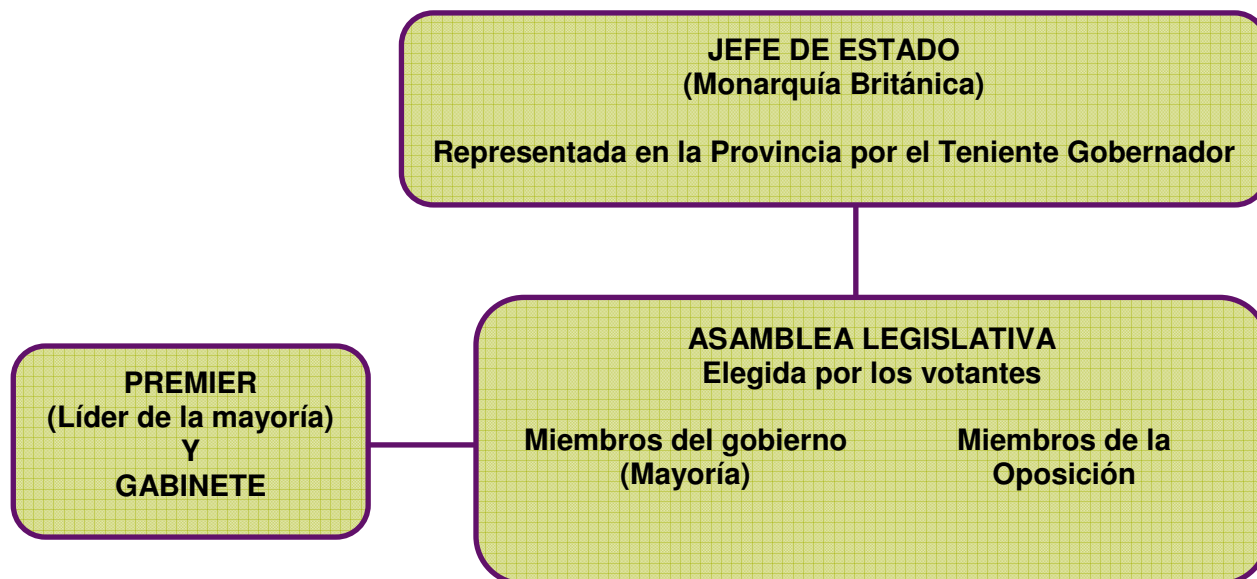 JEFE DE ESTADO
(Monarquía Británica)
Representada en la Provincia por el Teniente Gobernador
PREMIER
(Líder de la mayoría)
Y
GABINETE
ASAMBLEA LEGISLATIVA
Elegida por los votantes
Miembros del gobierno
(Mayoría)
Miembros de la
Oposición